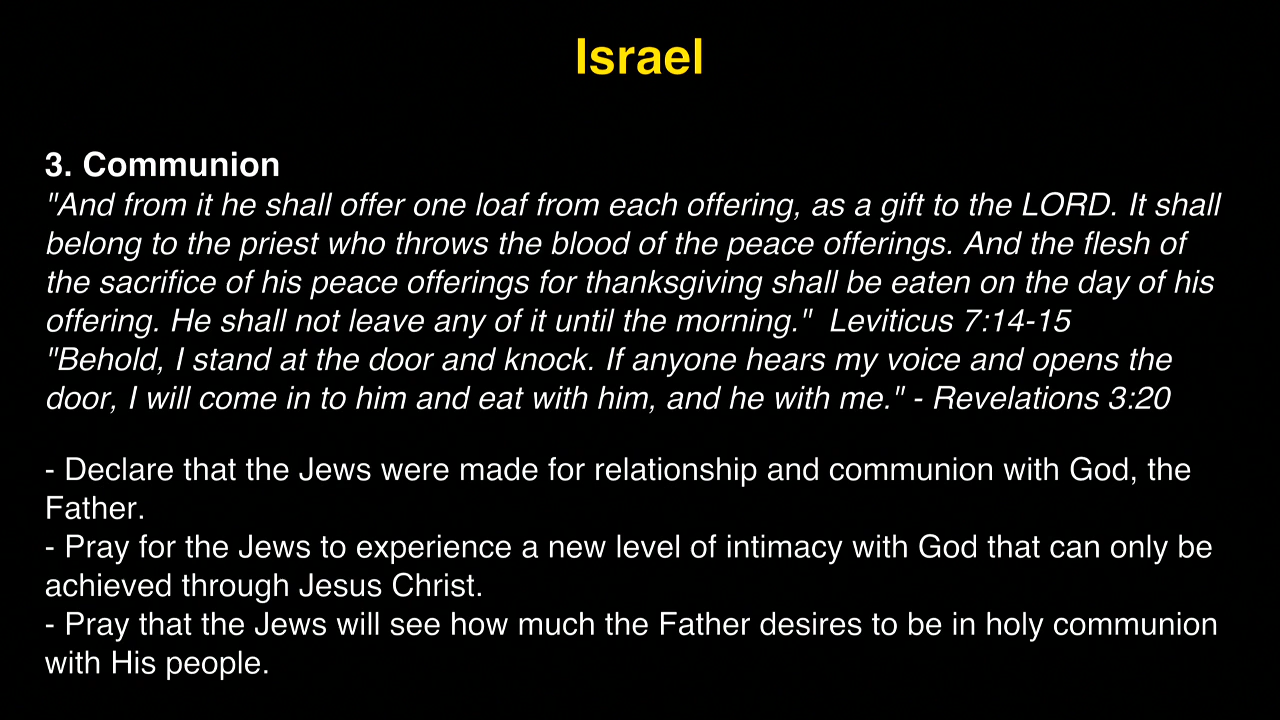 Israel
3. Communion
"And from it he shall offer one loaf from each offering, as a gift to the LORD. It shall
belong to the priest who throws the blood of the peace offerings. And the flesh of
the sacrifice of his peace offerings for thanksgiving shall be eaten on the day of his
offering. He shall not leave any of it until the morning."  Leviticus 7:14-15
"Behold, I stand at the door and knock. If anyone hears my voice and opens the
door, I will come in to him and eat with him, and he with me." - Revelations 3:20
- Declare that the Jews were made for relationship and communion with God, the
Father.
- Pray for the Jews to experience a new level of intimacy with God that can only be
achieved through Jesus Christ.
- Pray that the Jews will see how much the Father desires to be in holy communion
with His people.